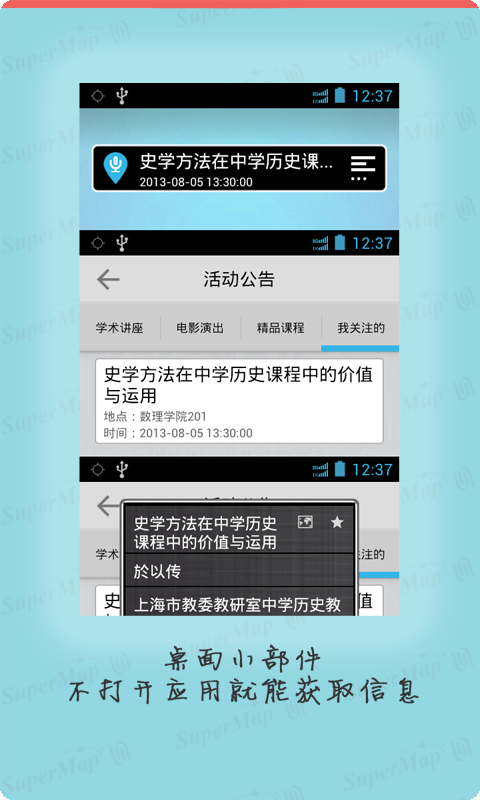 12:37
史学方法在中学历史课...
2013-08-05 13:30:00
12:37
活动公告
学术讲座 电影演出 精品课程 我关注的
史学方法在中学历史课程中的价值
与运用
地点：数理学院201
时间：2013-08-05 13:30:00
12:37
学术
注的
史学方法在中学历史
课程中的价值与运用
史
值
於以传
上海市教委教研室中学历史教
桌面小部件
不打开应用就能获取信息
SuperMap